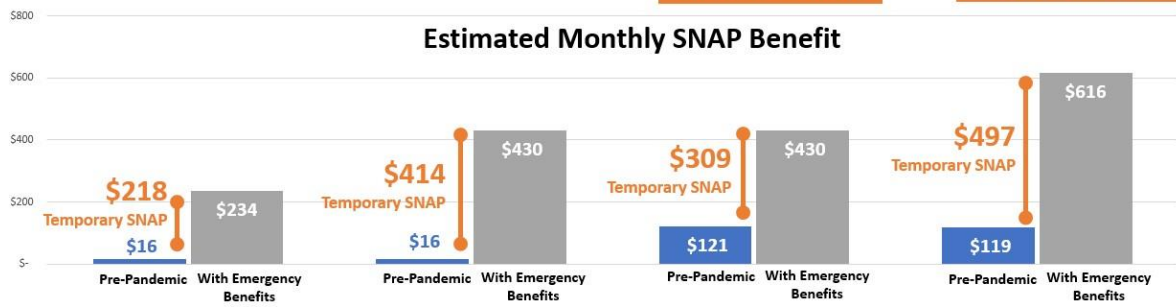 $800
Estimated Monthly SNAP Benefit
$600
$400
$200
$-
$218
Temporary SNAP
$16
$234
$414
Temporary SNAP
$16
$430
$309
Temporary SNAP
$121
$430
$497
Temporary SNAP
$119
$616
Pre-Pandemic
With Emergency
Benefits
Pre-Pandemic
With Emergency
Benefits
Pre-Pandemic
With Emergency
Benefits
Pre-Pandemic
With Emergency
Benefits